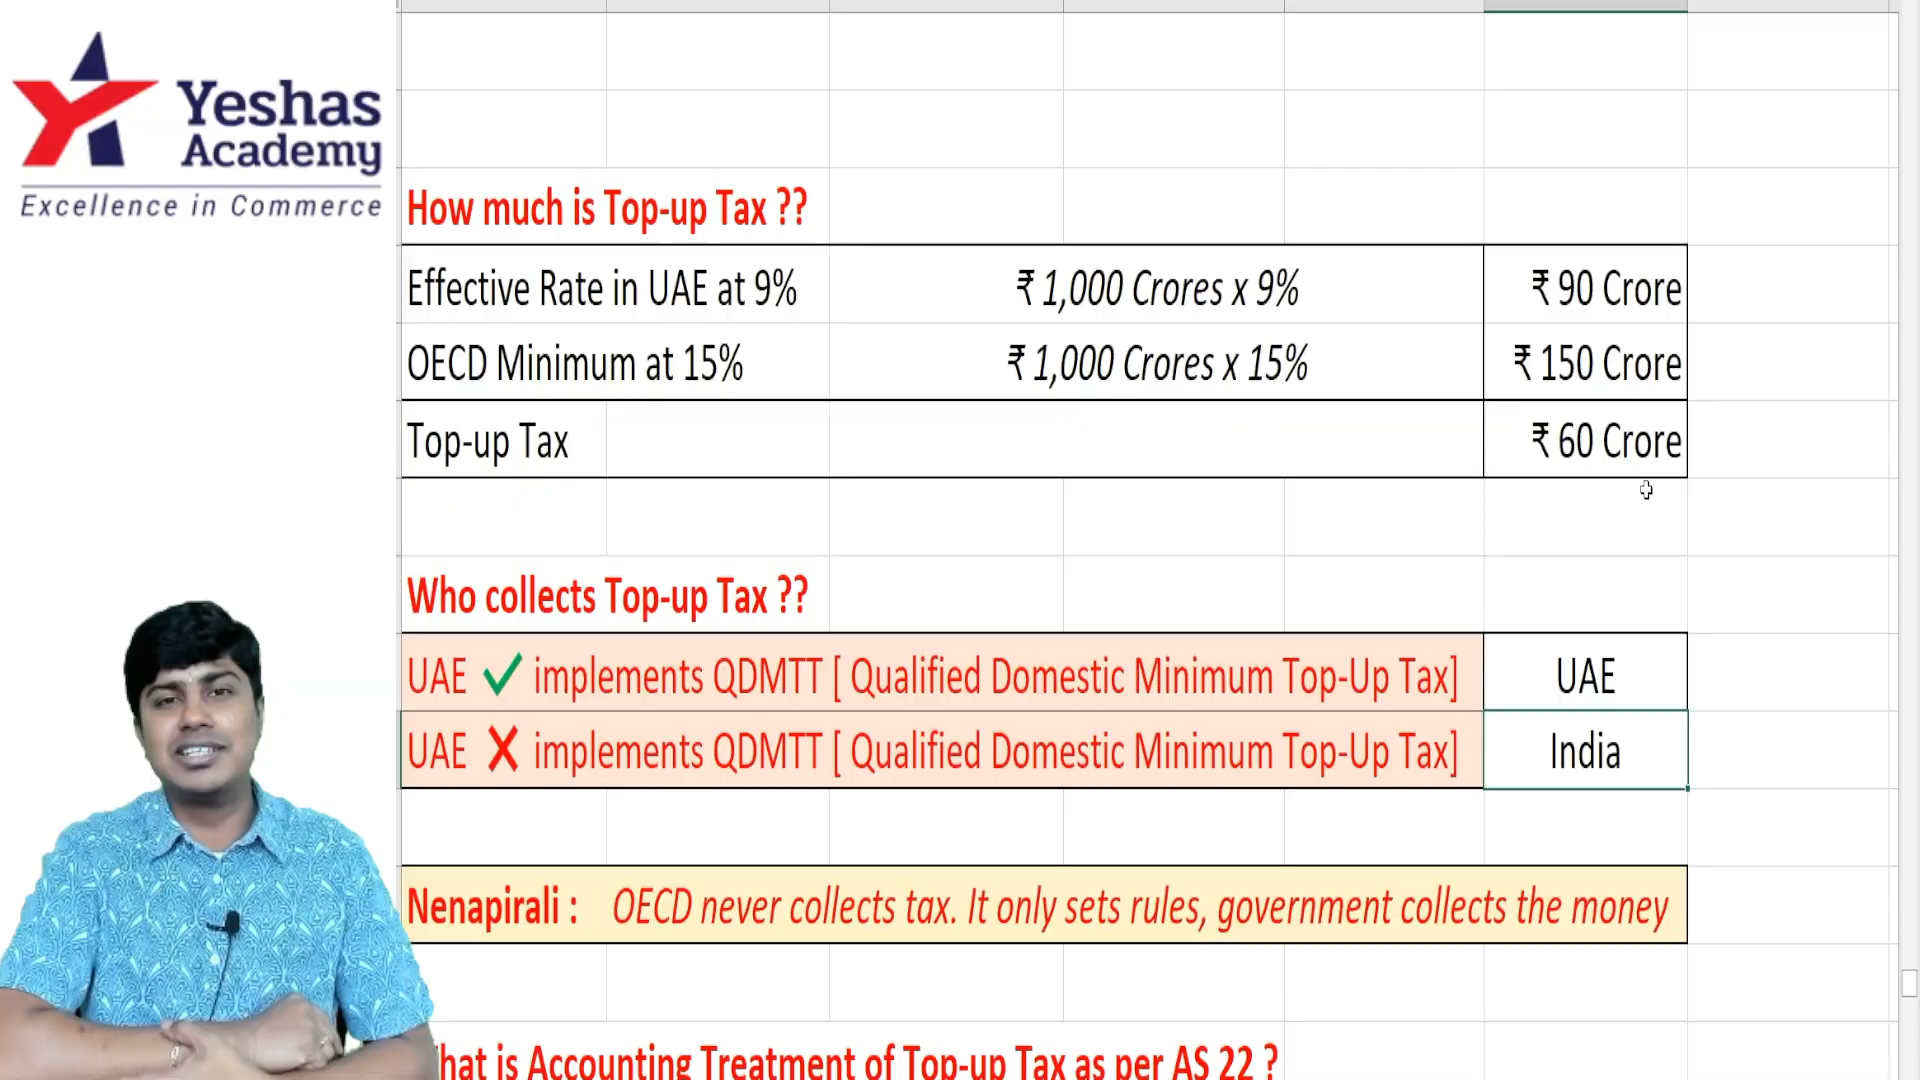 Yeshas
Academy
Excellence in Commerce
How much is Top-up Tax ??
Effective Rate in UAE at 9% ₹ 1,000 Crores x 9% ₹ 90 Crore
OECD Minimum at 15% ₹ 1,000 Crores x 15% ₹ 150 Crore
Top-up Tax ₹ 60 Crore
Who collects Top-up Tax ??
UAE ✓ implements QDMTT [ Qualified Domestic Minimum Top-Up Tax] UAE
UAE ✗ implements QDMTT [ Qualified Domestic Minimum Top-Up Tax] India
Nenapirali : OECD never collects tax. It only sets rules, government collects the money
hat is Accounting Treatment of Top-up Tax as per AS 22 ?